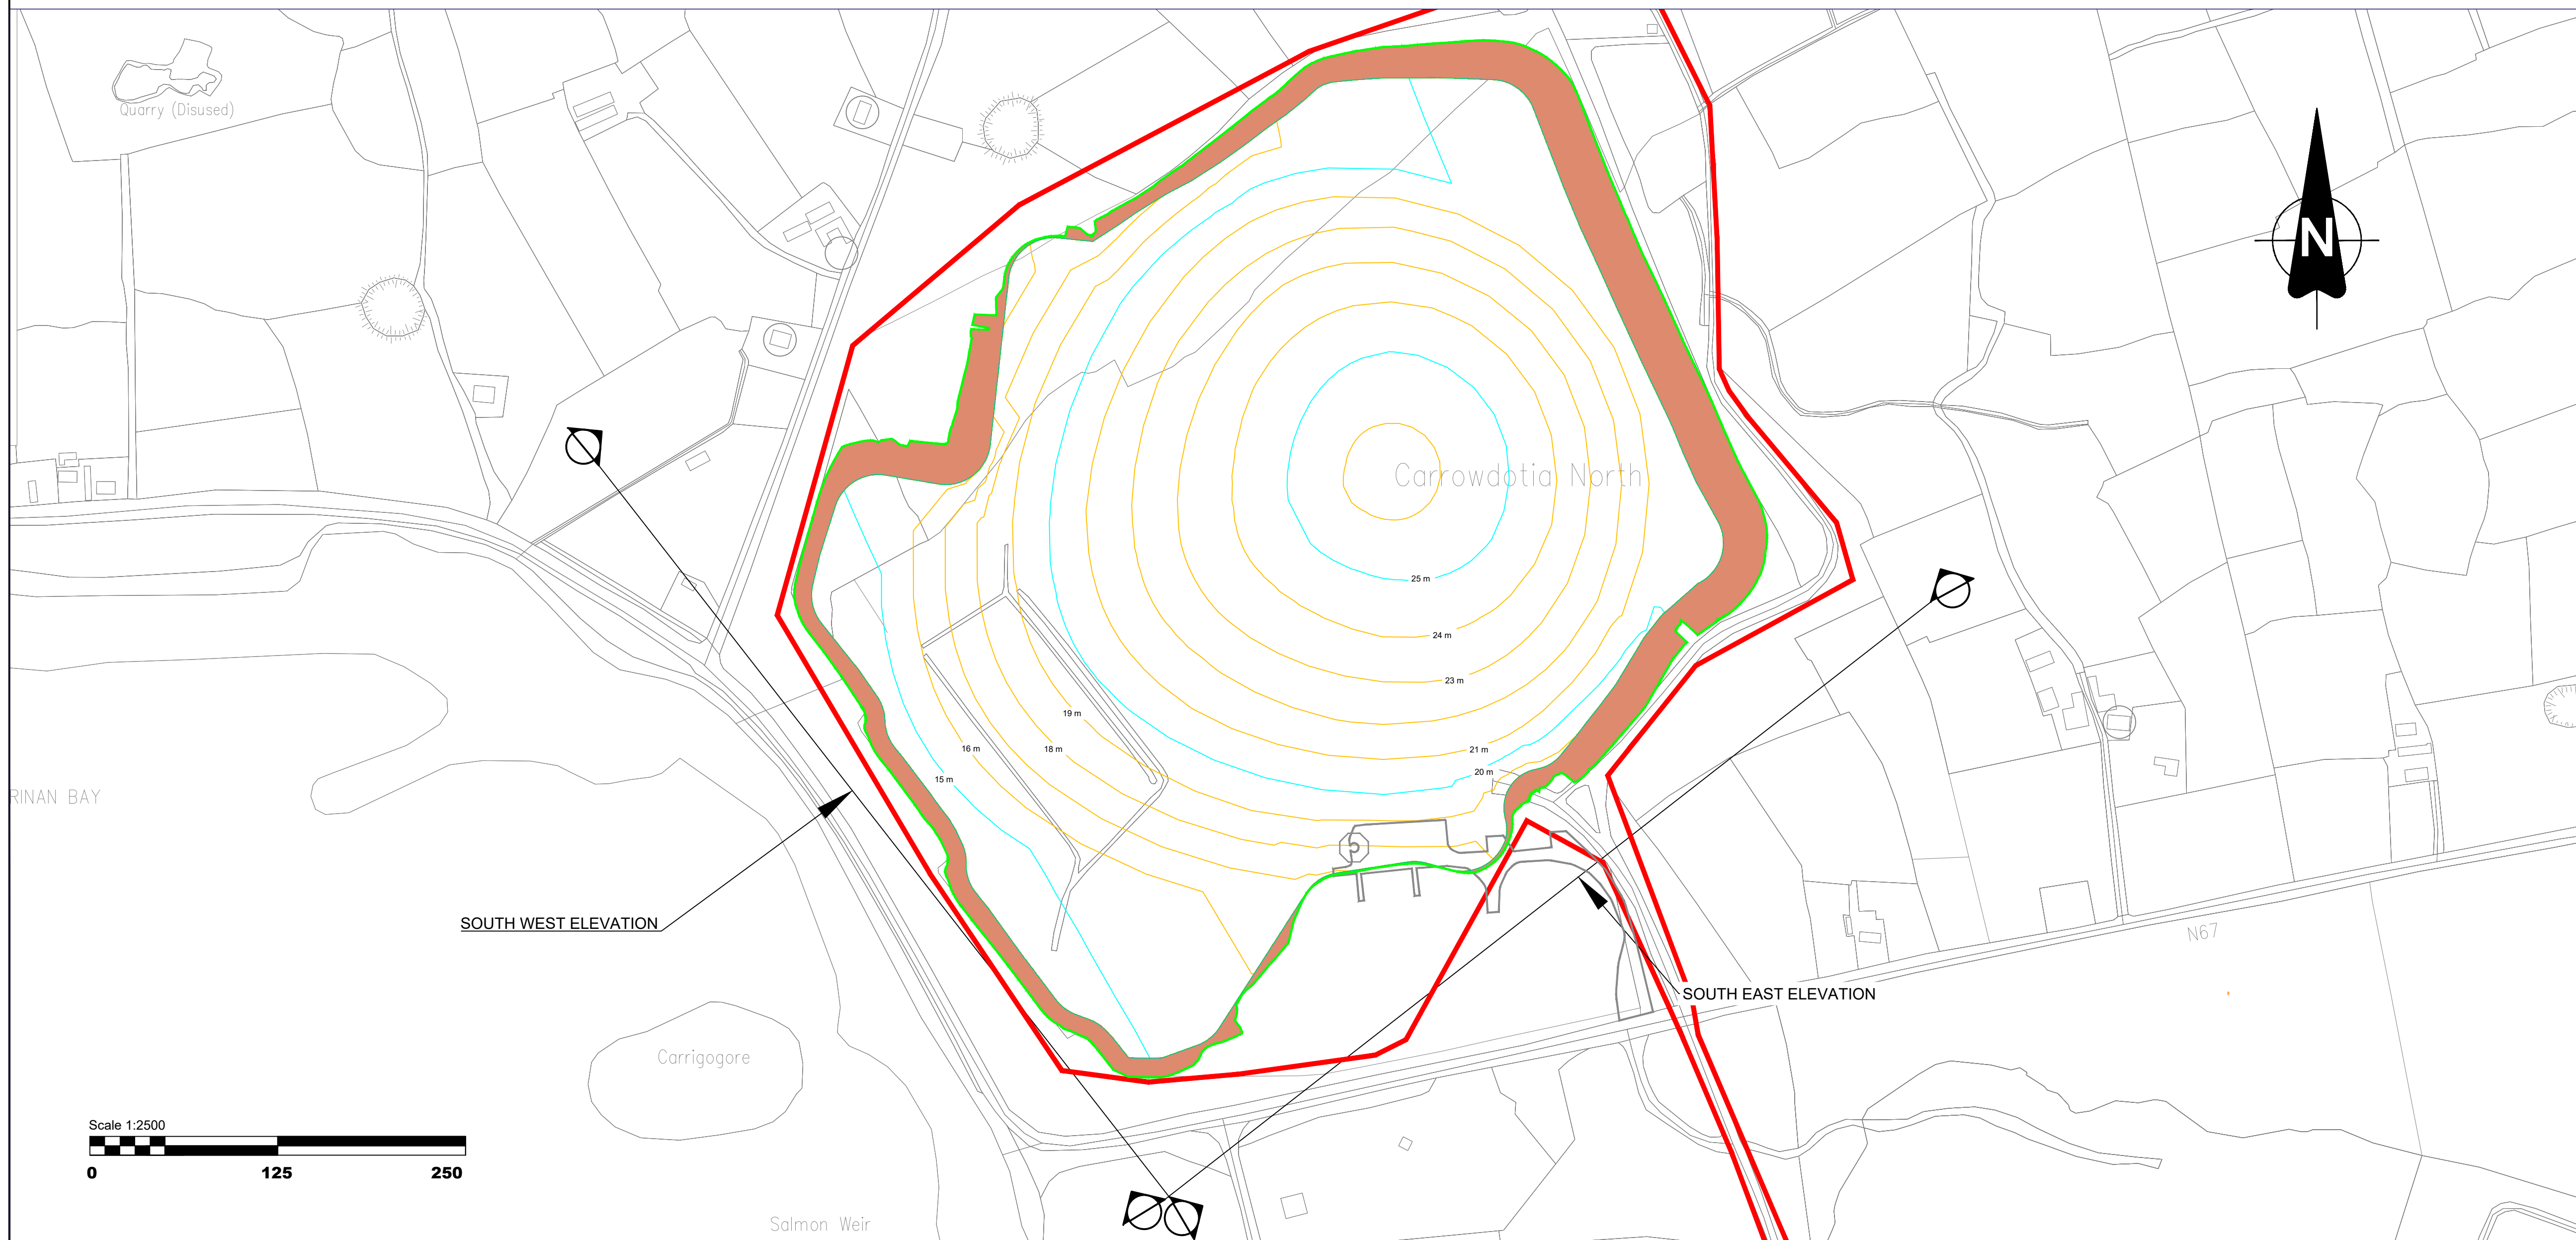 Quarry (Disused)
N
Carrowdotia North
25 m
24 m
23 m
19 m
16 m
18 m
21 m
20 m
15 m
RINAN BAY
5
SOUTH WEST ELEVATION
N67
SOUTH EAST ELEVATION
Carrigogore
Scale 1:2500
0 125 250
Salmon Weir